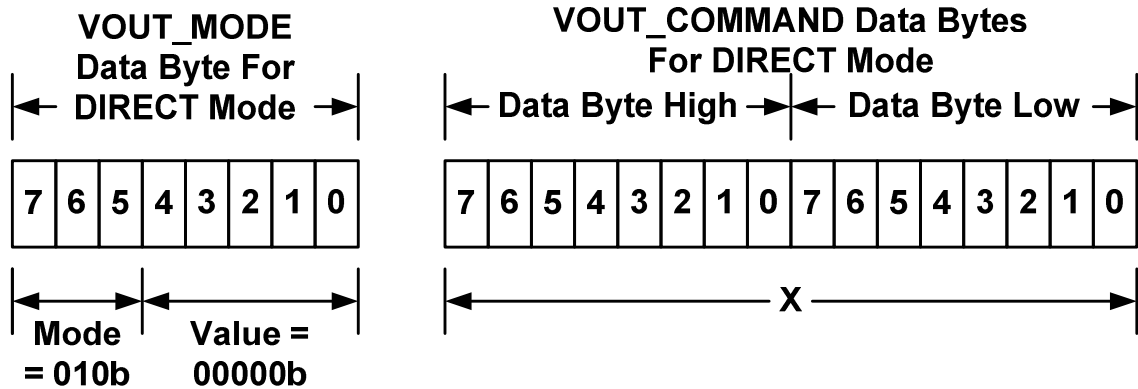 VOUT_MODE
Data Byte For
DIRECT Mode
7 6 5 4 3 2 1 0
Mode
= 010b
Value =
00000b
VOUT_COMMAND Data Bytes
For DIRECT Mode
Data Byte High
Data Byte Low
7 6 5 4 3 2 1 0 7 6 5 4 3 2 1 0
X